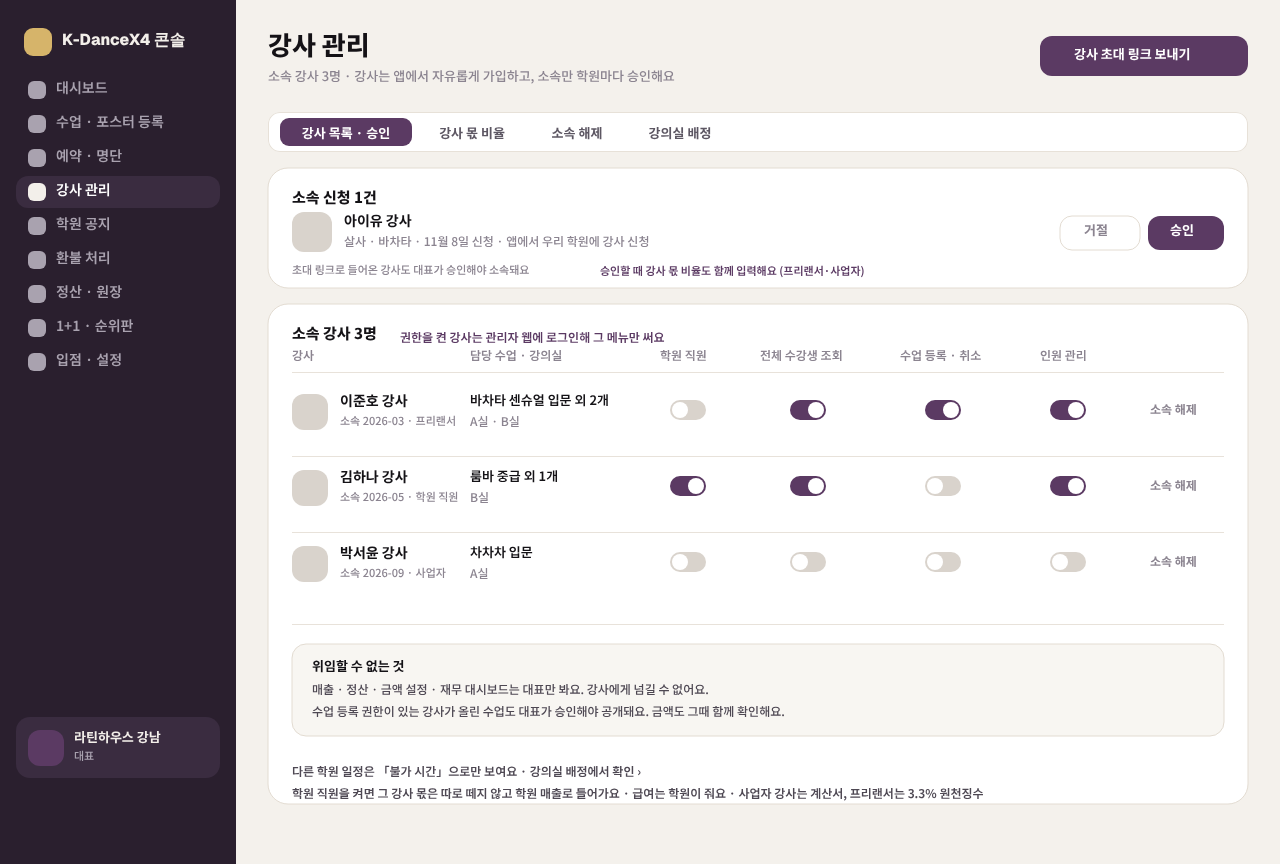 K-DanceX4 콘솔
대시보드
수업 · 포스터 등록
예약 · 명단
강사 관리
학원 공지
환불 처리
정산 · 원장
1+1 · 순위판
입점 · 설정
라틴하우스 강남
대표
강사 관리
소속 강사 3명 · 강사는 앱에서 자유롭게 가입하고, 소속만 학원마다 승인해요
강사 초대 링크 보내기
강사 목록 · 승인
강사 몫 비율
소속 해제
강의실 배정
소속 신청 1건
아이유 강사
살사 · 바차타 · 11월 8일 신청 · 앱에서 우리 학원에 강사 신청
거절
승인
초대 링크로 들어온 강사도 대표가 승인해야 소속돼요
승인할 때 강사 몫 비율도 함께 입력해요 (프리랜서·사업자)
소속 강사 3명
권한을 켠 강사는 관리자 웹에 로그인해 그 메뉴만 써요
강사
담당 수업 · 강의실
학원 직원
전체 수강생 조회
수업 등록 · 취소
인원 관리
이준호 강사
소속 2026-03 · 프리랜서
바차타 센슈얼 입문 외 2개
A실 · B실
소속 해제
김하나 강사
소속 2026-05 · 학원 직원
룸바 중급 외 1개
B실
소속 해제
박서윤 강사
소속 2026-09 · 사업자
차차차 입문
A실
소속 해제
위임할 수 없는 것
매출 · 정산 · 금액 설정 · 재무 대시보드는 대표만 봐요. 강사에게 넘길 수 없어요.
수업 등록 권한이 있는 강사가 올린 수업도 대표가 승인해야 공개돼요. 금액도 그때 함께 확인해요.
다른 학원 일정은 「불가 시간」으로만 보여요 · 강의실 배정에서 확인 ›
학원 직원을 켜면 그 강사 몫은 따로 떼지 않고 학원 매출로 들어가요 · 급여는 학원이 줘요 · 사업자 강사는 계산서, 프리랜서는 3.3% 원천징수